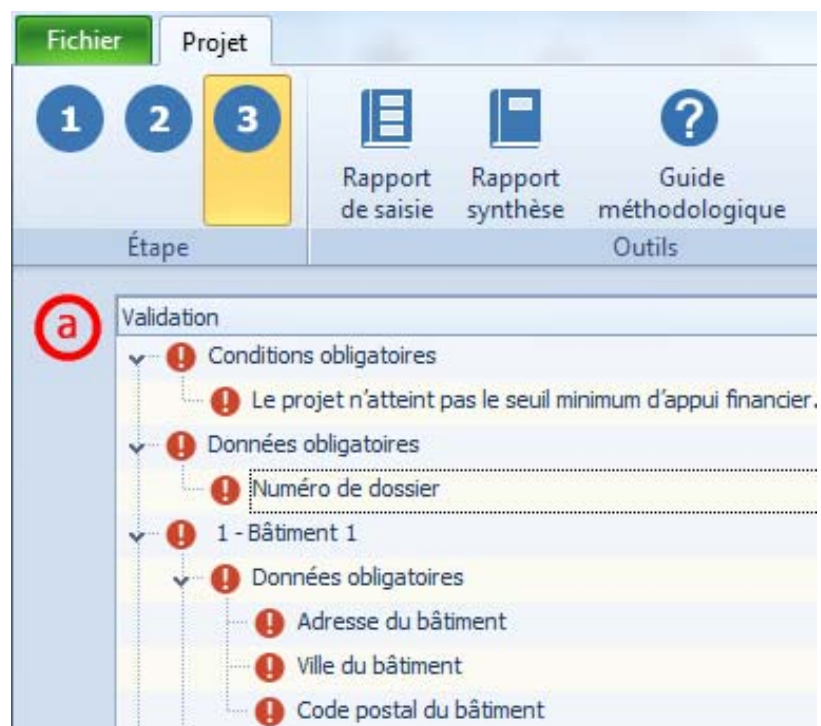 Fichier Projet
1 2 3
Rapport Rapport Guide
de saisie synthèse méthodologique
Étape Outils
a
Validation
! Conditions obligatoires
! Le projet n’atteint pas le seuil minimum d’appui financier.
! Données obligatoires
! Numéro de dossier
! 1 - Bâtiment 1
! Données obligatoires
! Adresse du bâtiment
! Ville du bâtiment
! Code postal du bâtiment